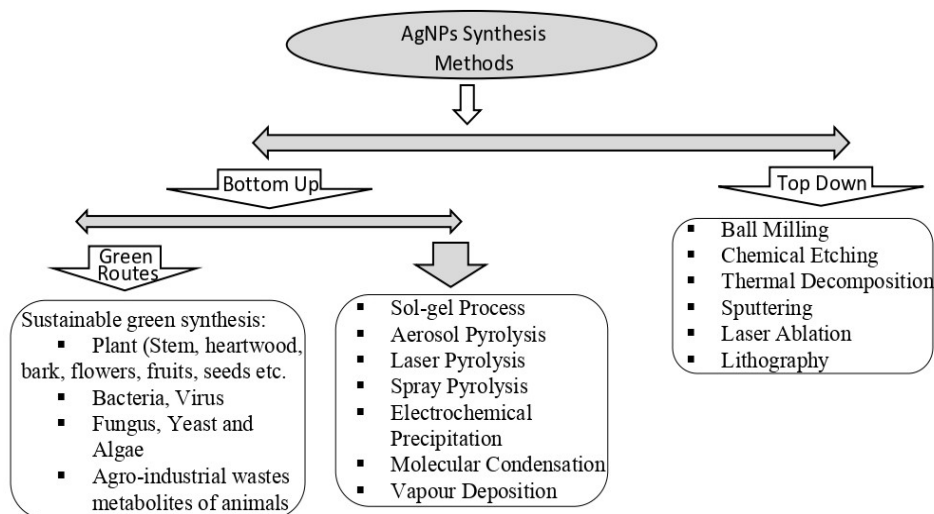 AgNPs Synthesis
Methods
Bottom Up
Top Down
Green
Routes
Sustainable green synthesis:
▪ Plant (Stem, heartwood,
bark, flowers, fruits, seeds etc.
▪ Bacteria, Virus
▪ Fungus, Yeast and
Algae
▪ Agro-industrial wastes
metabolites of animals
▪ Sol-gel Process
▪ Aerosol Pyrolysis
▪ Laser Pyrolysis
▪ Spray Pyrolysis
▪ Electrochemical
Precipitation
▪ Molecular Condensation
▪ Vapour Deposition
▪ Ball Milling
▪ Chemical Etching
▪ Thermal Decomposition
▪ Sputtering
▪ Laser Ablation
▪ Lithography